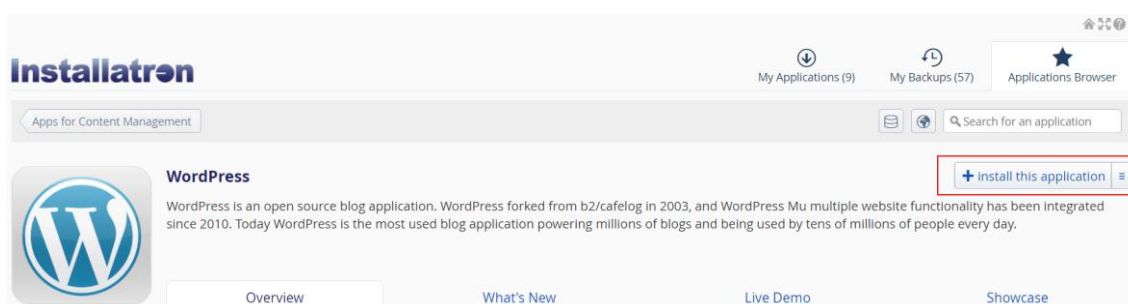 Installatron
My Applications (9)
My Backups (57)
Applications Browser
Apps for Content Management
Search for an application
WordPress
+ install this application
WordPress is an open source blog application. WordPress forked from b2/cafelog in 2003, and WordPress Mu multiple website functionality has been integrated
since 2010. Today WordPress is the most used blog application powering millions of blogs and being used by tens of millions of people every day.
Overview
What's New
Live Demo
Showcase